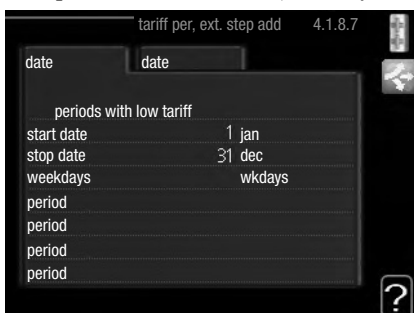 tariff per, ext. step add 4.1.8.7
date date
periods with low tariff
start date 1 jan
stop date 31 dec
weekdays wkdays
period
period
period
period
?